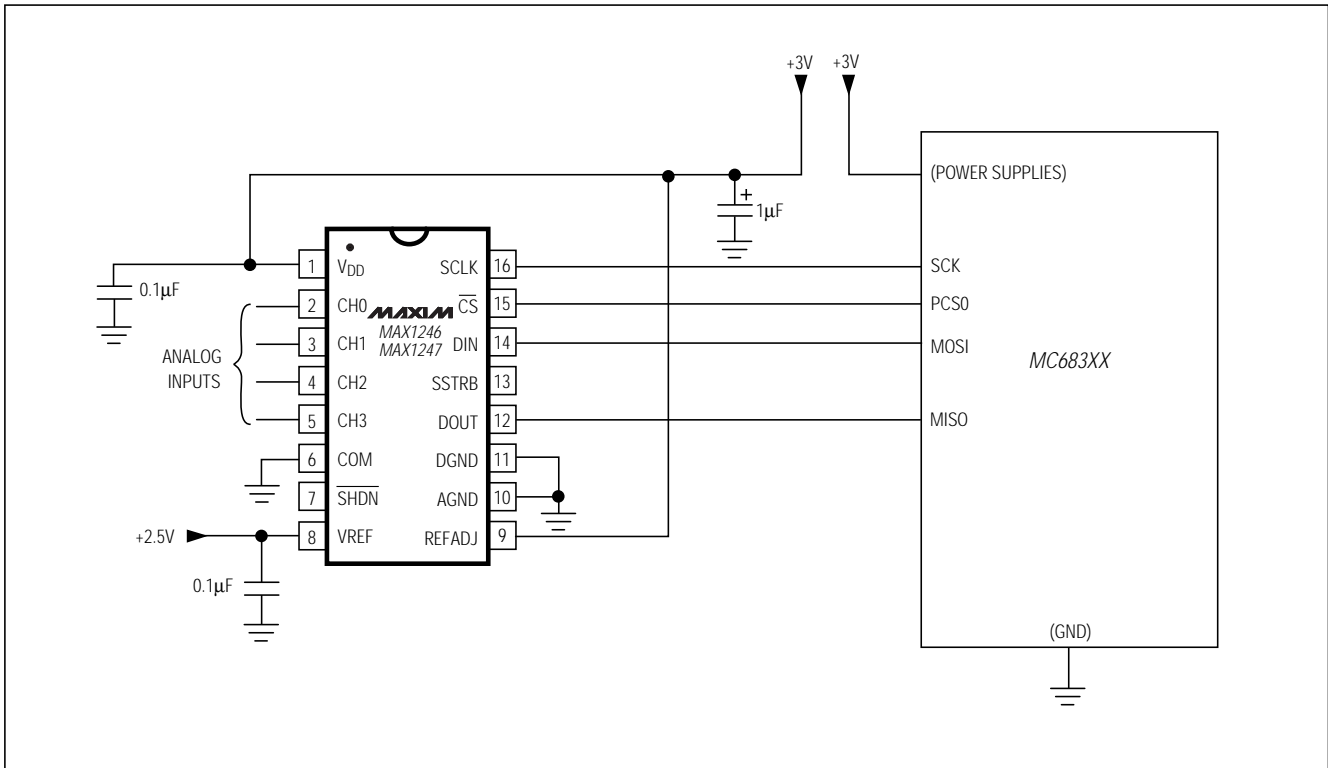 +3V +3V
(POWER SUPPLIES)
+
1µF
0.1µF
1 VDD SCLK 16 SCK
2 CH0 MAXIM CS 15 PCS0
MAX1246
MAX1247
3 CH1 DIN 14 MOSI
ANALOG
INPUTS
MC683XX
4 CH2 SSTRB 13
5 CH3 DOUT 12 MISO
6 COM DGND 11
7 SHDN AGND 10
+2.5V 8 VREF REFADJ 9
0.1µF
(GND)